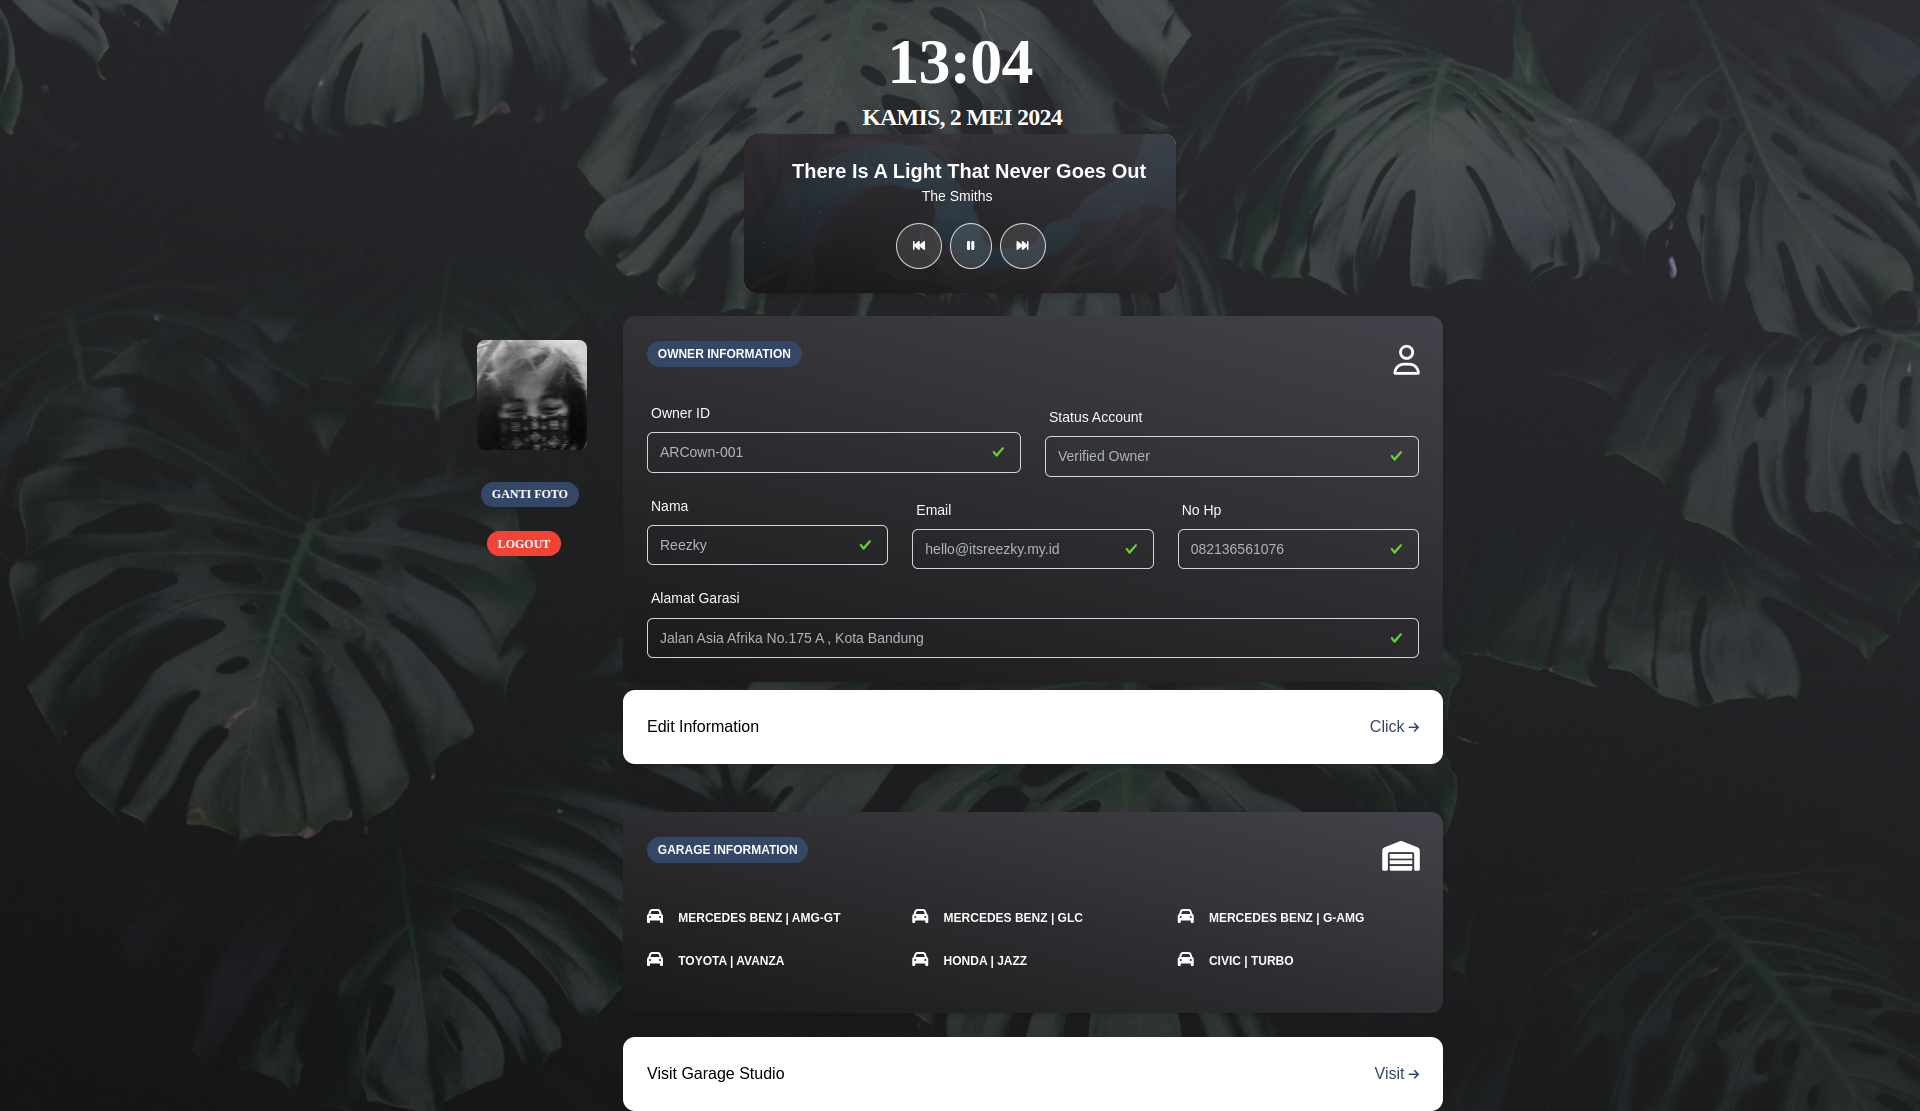 13:04
KAMIS, 2 MEI 2024
There Is A Light That Never Goes Out
The Smiths
GANTI FOTO
LOGOUT
OWNER INFORMATION
Owner ID
Status Account
ARCown-001
Verified Owner
Nama
Email
No Hp
Reezky
hello@itsreezky.my.id
082136561076
Alamat Garasi
Jalan Asia Afrika No.175 A , Kota Bandung
Edit Information
Click
GARAGE INFORMATION
MERCEDES BENZ | AMG-GT
MERCEDES BENZ | GLC
MERCEDES BENZ | G-AMG
TOYOTA | AVANZA
HONDA | JAZZ
CIVIC | TURBO
Visit Garage Studio
Visit